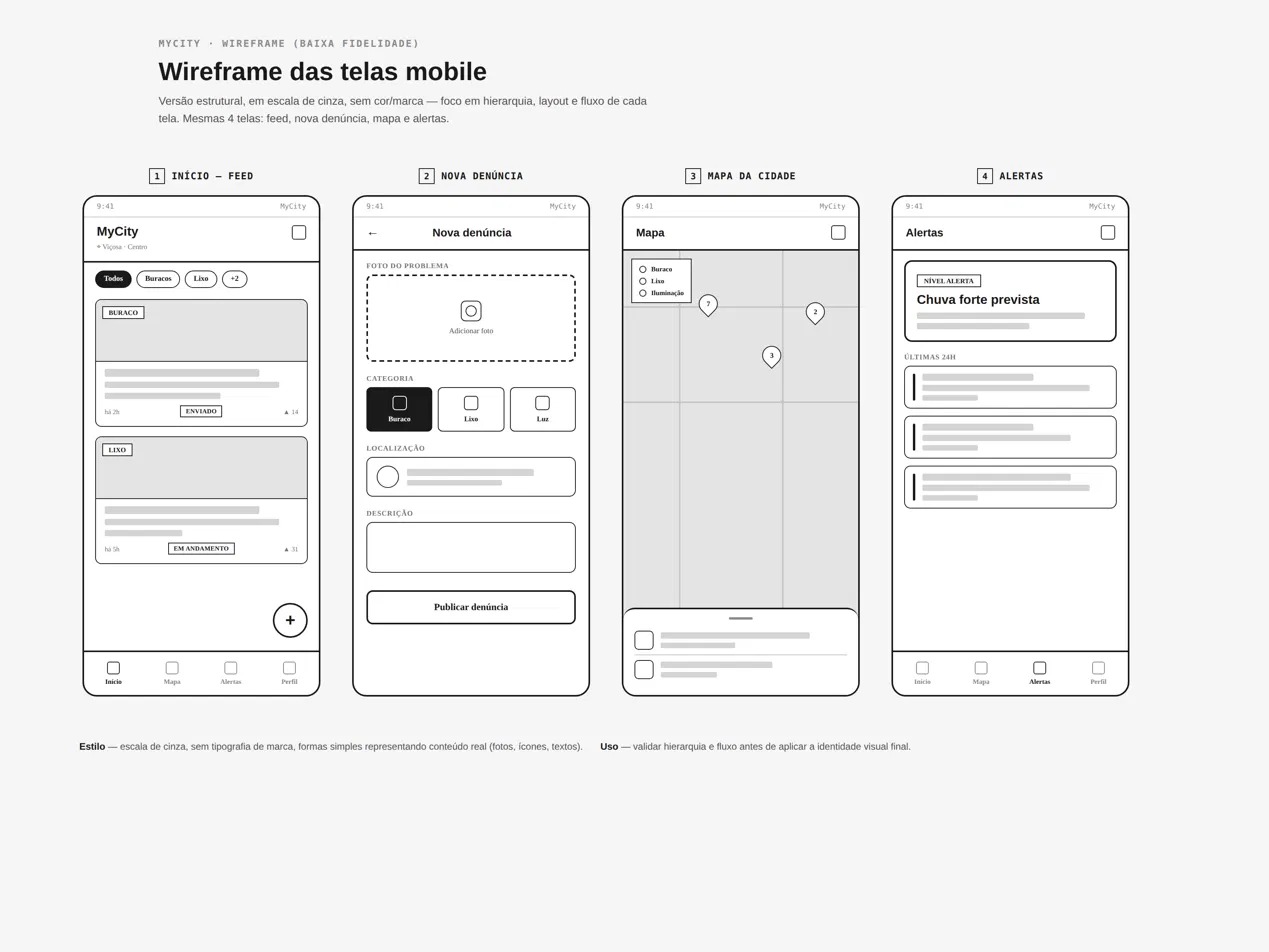 MYCITY · WIREFRAME (BAIXA FIDELIDADE)
Wireframe das telas mobile
Versão estrutural, em escala de cinza, sem cor/marca — foco em hierarquia, layout e fluxo de cada
tela. Mesmas 4 telas: feed, nova denúncia, mapa e alertas.
1 INÍCIO — FEED
9:41 MyCity
MyCity
⌖ Viçosa · Centro
Todos Buracos Lixo +2
BURACO
há 2h ENVIADO ▲ 14
LIXO
há 5h EM ANDAMENTO ▲ 31
+
Início Mapa Alertas Perfil
2 NOVA DENÚNCIA
9:41 MyCity
← Nova denúncia
FOTO DO PROBLEMA
Adicionar foto
CATEGORIA
Buraco Lixo Luz
LOCALIZAÇÃO
DESCRIÇÃO
Publicar denúncia
3 MAPA DA CIDADE
9:41 MyCity
Mapa
Buraco
Lixo
Iluminação
7
2
3
4 ALERTAS
9:41 MyCity
Alertas
NÍVEL ALERTA
Chuva forte prevista
ÚLTIMAS 24H
Início Mapa Alertas Perfil
Estilo — escala de cinza, sem tipografia de marca, formas simples representando conteúdo real (fotos, ícones, textos). Uso — validar hierarquia e fluxo antes de aplicar a identidade visual final.